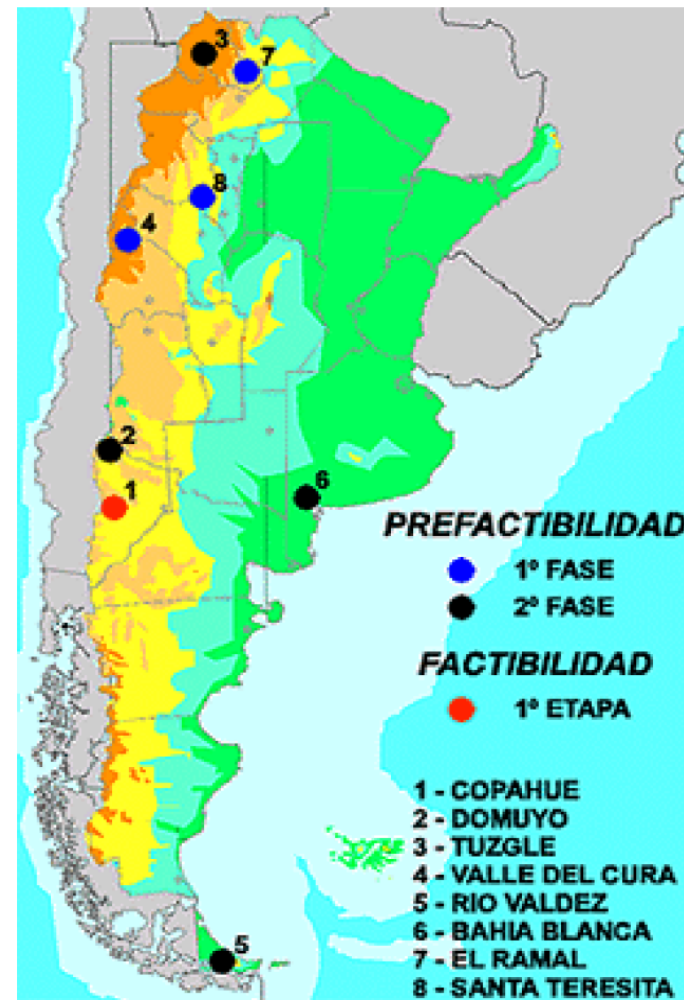 3
7
8
4
2
1
6
PREFACTIBILIDAD
1º FASE
2º FASE
FACTIBILIDAD
1º ETAPA
1 - COPAHUE
2 - DOMUYO
3 - TUZGLE
4 - VALLE DEL CURA
5 - RIO VALDEZ
6 - BAHIA BLANCA
7 - EL RAMAL
8 - SANTA TERESITA
5